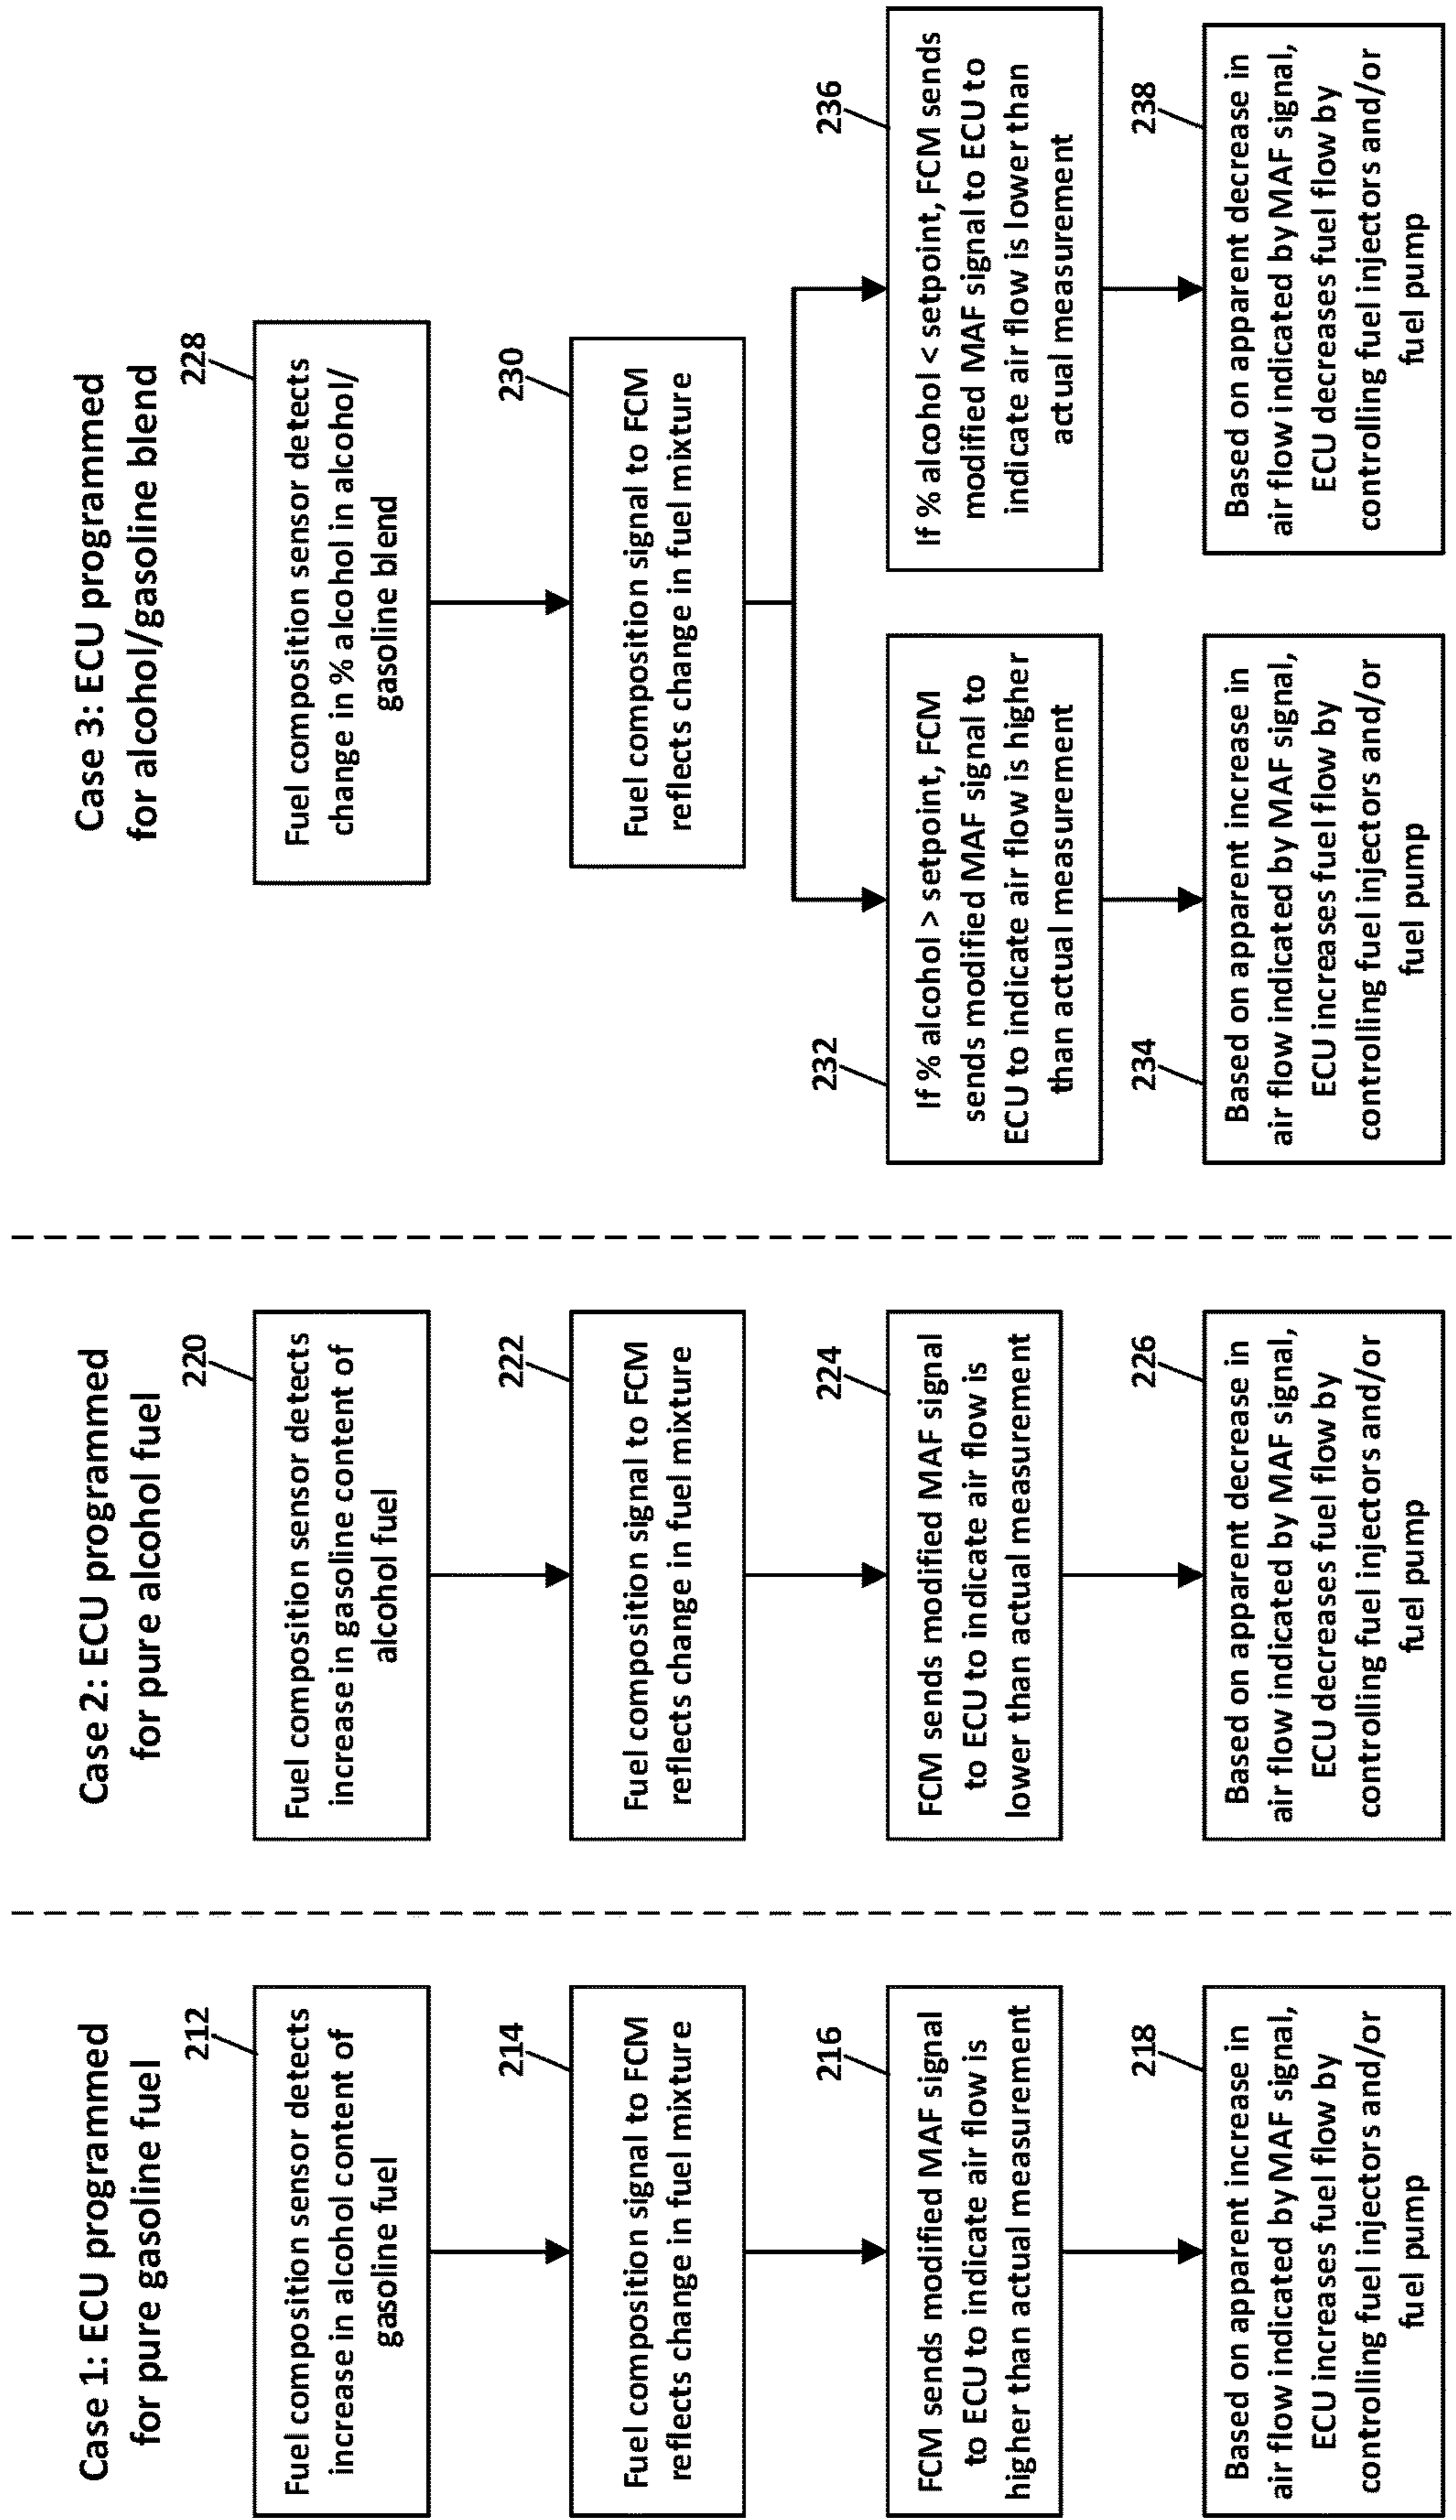 Case 1: ECU programmed
for pure gasoline fuel
212
Fuel composition sensor detects
increase in alcohol content of
gasoline fuel
214
Fuel composition signal to FCM
reflects change in fuel mixture
216
FCM sends modified MAF signal
to ECU to indicate air flow is
higher than actual measurement
218
Based on apparent increase in
air flow indicated by MAF signal,
ECU increases fuel flow by
controlling fuel injectors and/or
fuel pump
Case 2: ECU programmed
for pure alcohol fuel
220
Fuel composition sensor detects
increase in gasoline content of
alcohol fuel
222
Fuel composition signal to FCM
reflects change in fuel mixture
224
FCM sends modified MAF signal
to ECU to indicate air flow is
lower than actual measurement
226
Based on apparent decrease in
air flow indicated by MAF signal,
ECU decreases fuel flow by
controlling fuel injectors and/or
fuel pump
Case 3: ECU programmed
for alcohol/gasoline blend
228
Fuel composition sensor detects
change in % alcohol in alcohol/
gasoline blend
230
Fuel composition signal to FCM
reflects change in fuel mixture
232
If % alcohol > setpoint, FCM
sends modified MAF signal to
ECU to indicate air flow is higher
than actual measurement
234
Based on apparent increase in
air flow indicated by MAF signal,
ECU increases fuel flow by
controlling fuel injectors and/or
fuel pump
236
If % alcohol < setpoint, FCM sends
modified MAF signal to ECU to
indicate air flow is lower than
actual measurement
238
Based on apparent decrease in
air flow indicated by MAF signal,
ECU decreases fuel flow by
controlling fuel injectors and/or
fuel pump